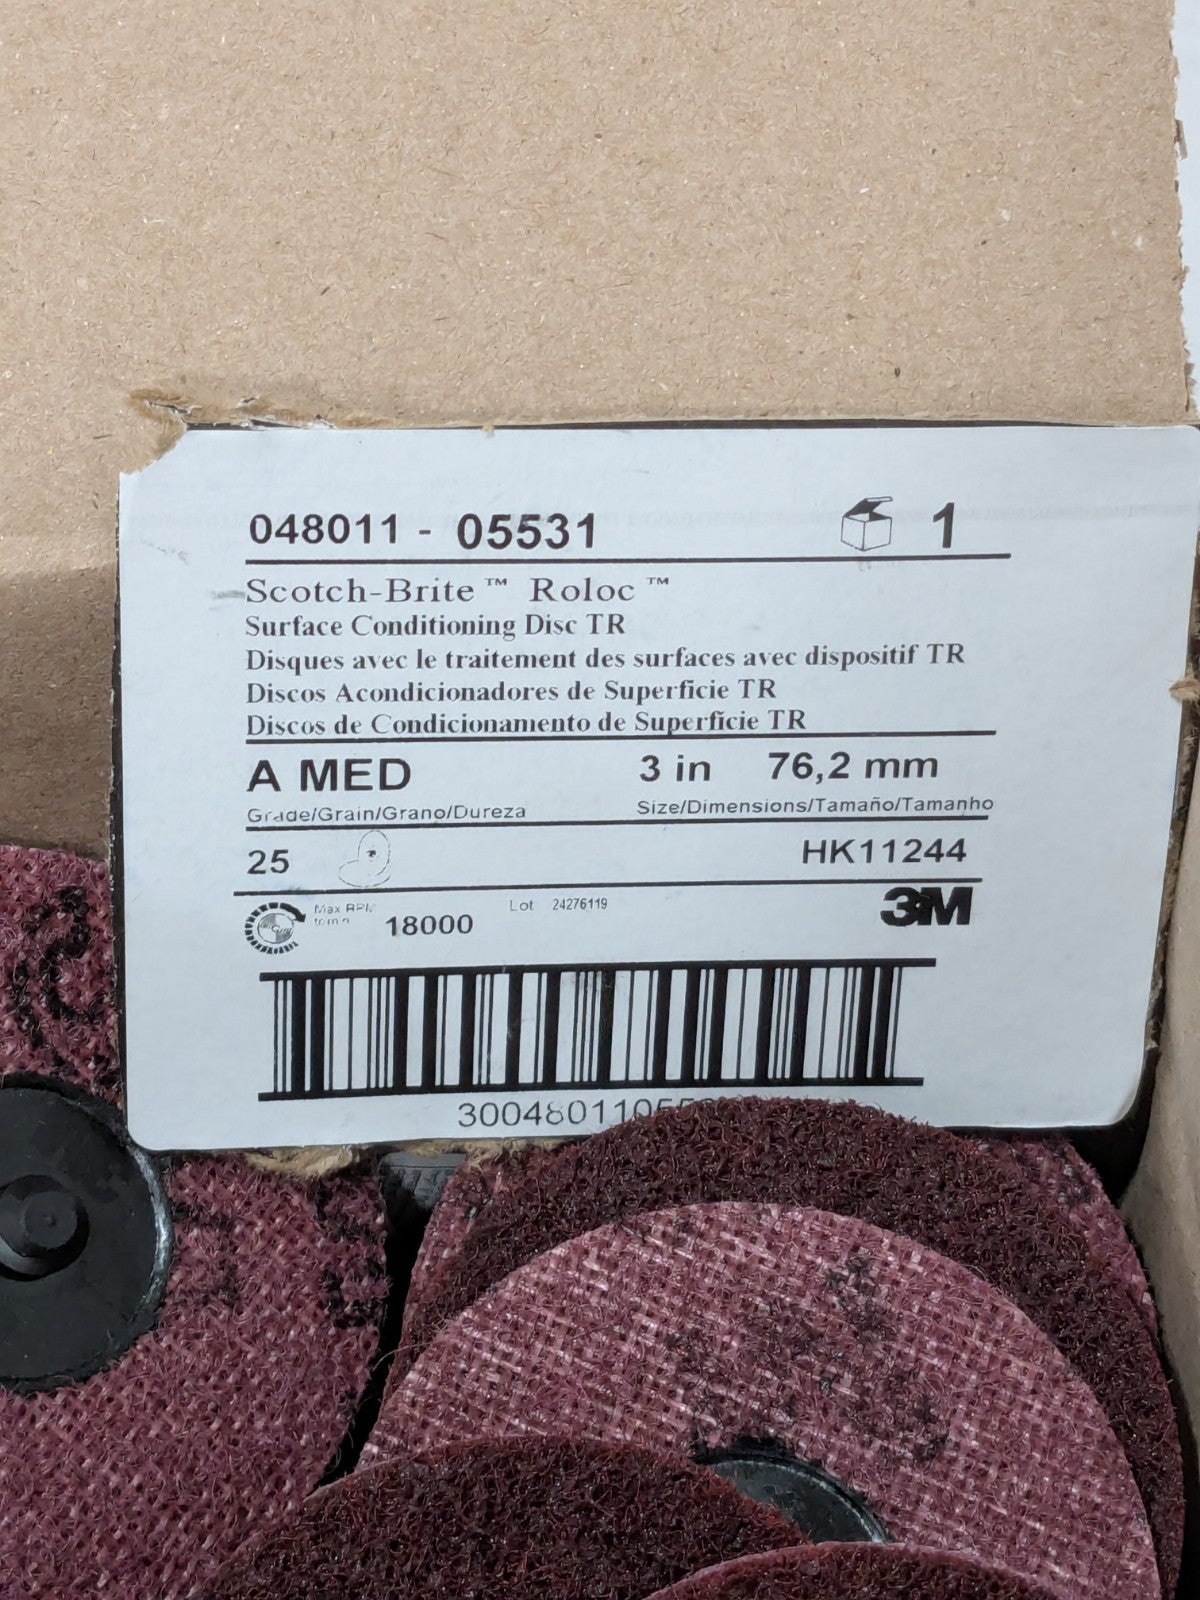 048011 - 05531 1
Scotch-Brite™ Roloc™
Surface Conditioning Disc TR
Disques avec le traitement des surfaces avec dispositif TR
Discos Acondicionadores de Superficie TR
Discos de Condicionamento de Superfície TR
A MED 3 in 76,2 mm
Grade/Grain/Grano/Dureza Size/Dimensions/Tamaño/Tamanho
25 HK11244
Max RPM Lot 24276119 3M
18000